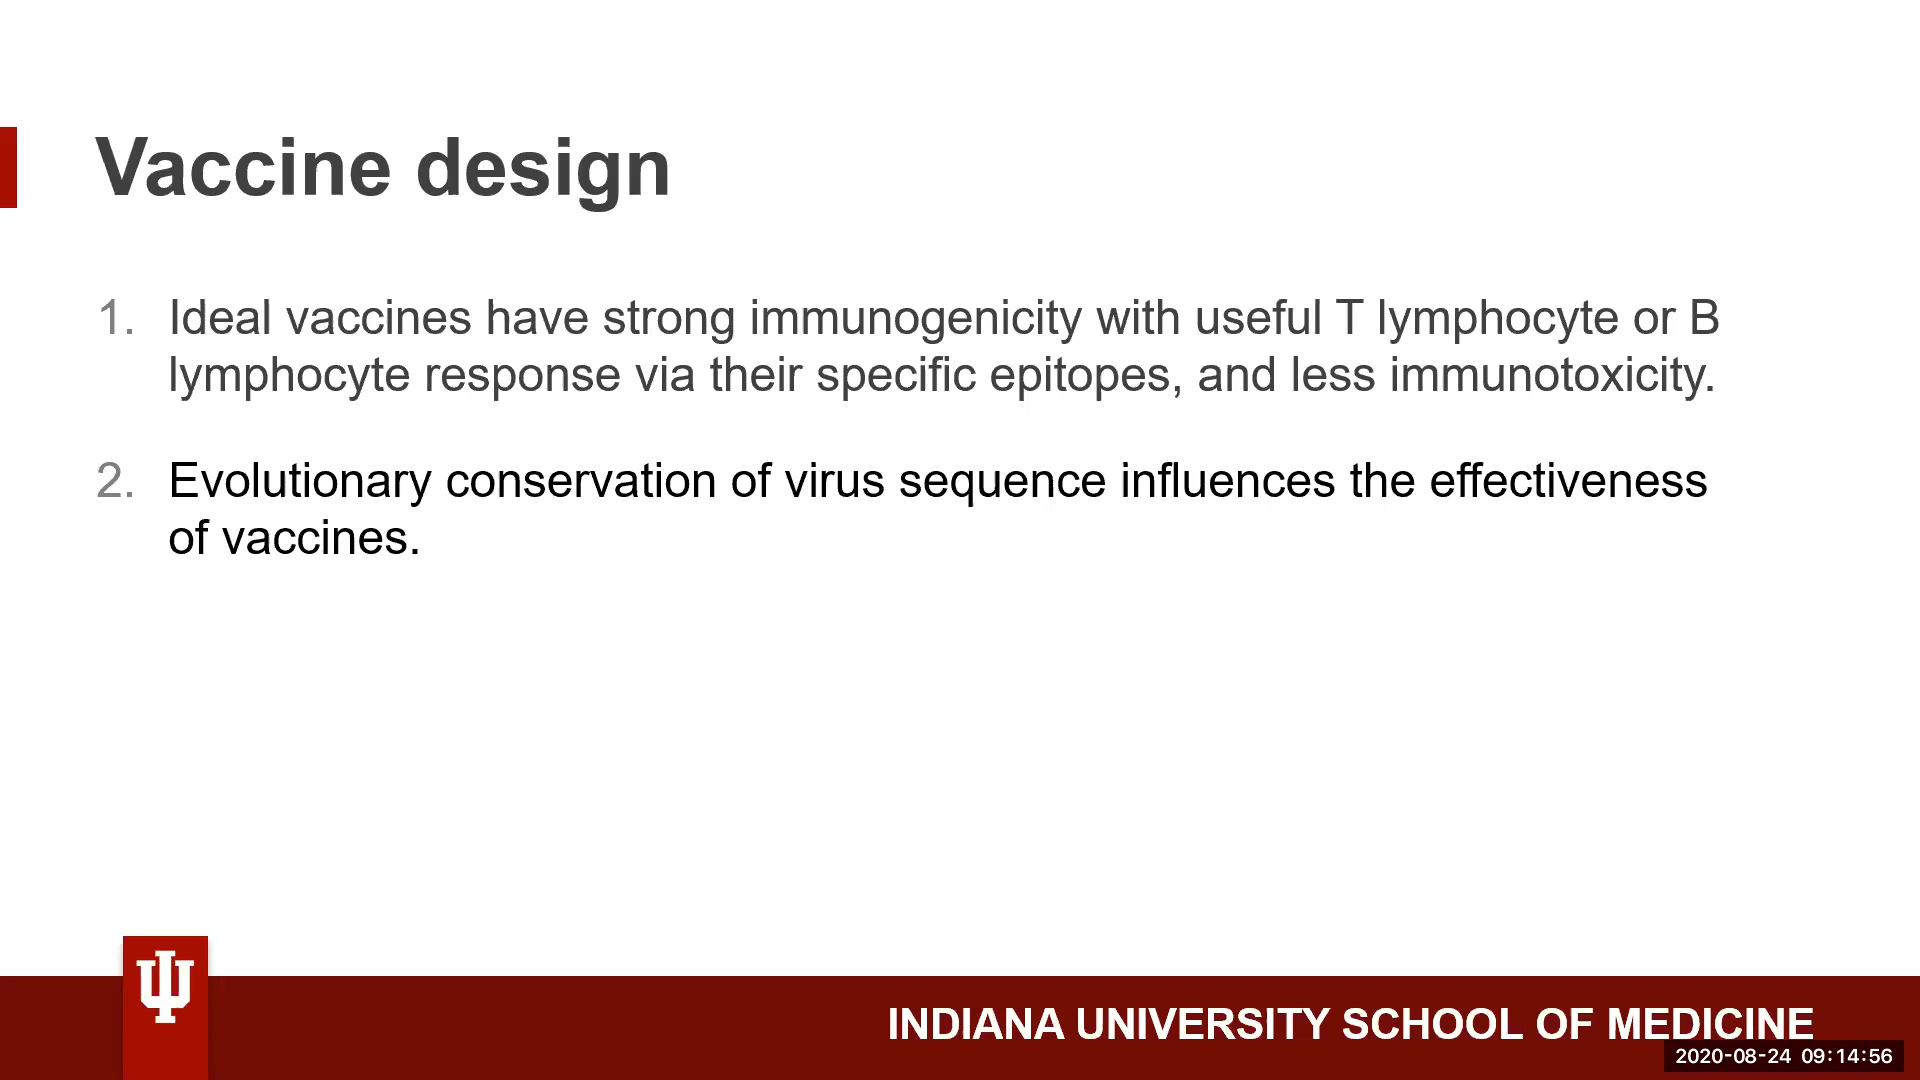 Vaccine design
1. Ideal vaccines have strong immunogenicity with useful T lymphocyte or B
lymphocyte response via their specific epitopes, and less immunotoxicity.
2. Evolutionary conservation of virus sequence influences the effectiveness
of vaccines.
INDIANA UNIVERSITY SCHOOL OF MEDICINE
2020-08-24 09:14:56